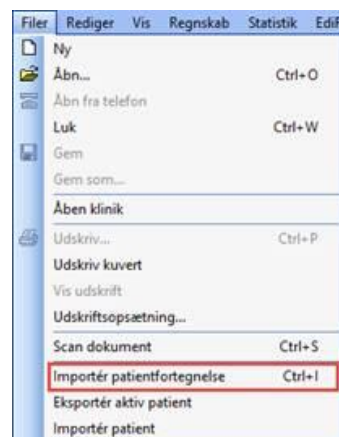 Filer Rediger Vis Regnskab Statistik EdiF
Ny
Åbn... Ctrl+O
Åbn fra telefon
Luk Ctrl+W
Gem
Gem som...
Åben klinik
Udskriv... Ctrl+P
Udskriv kuvert
Vis udskrift
Udskriftsopsætning...
Scan dokument Ctrl+S
Importér patientfortegnelse Ctrl+I
Eksportér aktiv patient
Importér patient